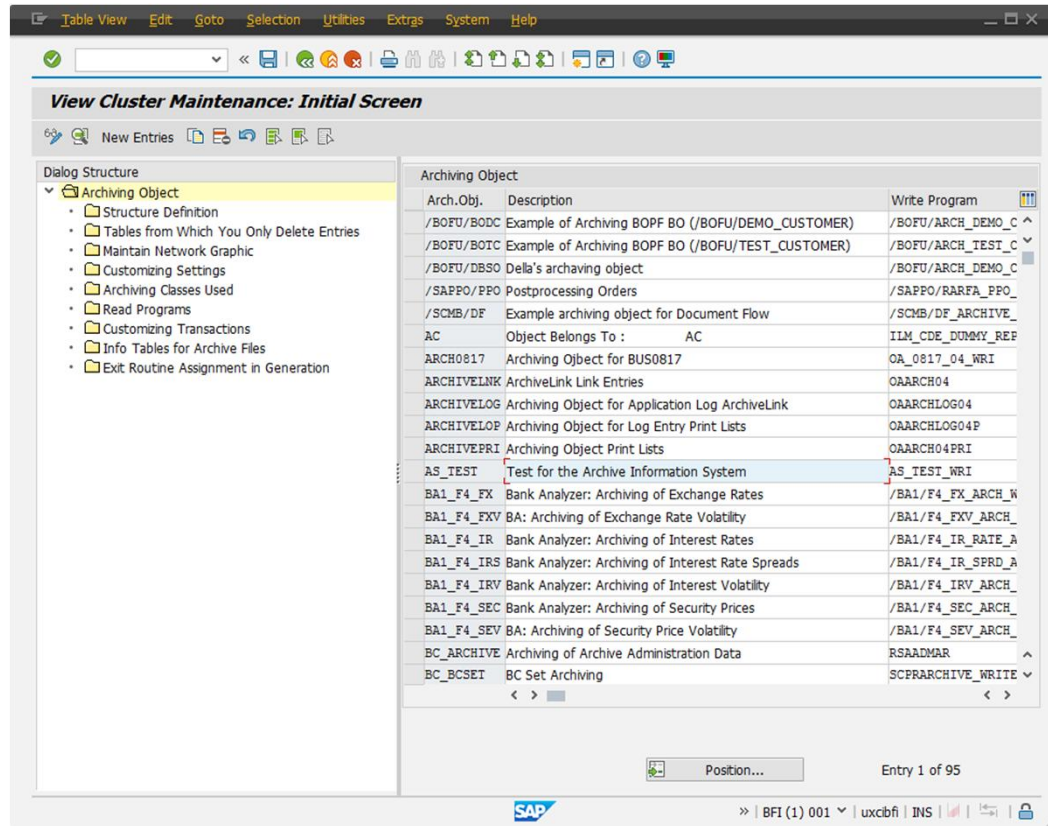 Table View Edit Goto Selection Utilities Extras System Help
View Cluster Maintenance: Initial Screen
New Entries
Dialog Structure
Archiving Object
Structure Definition
Tables from Which You Only Delete Entries
Maintain Network Graphic
Customizing Settings
Archiving Classes Used
Read Programs
Customizing Transactions
Info Tables for Archive Files
Exit Routine Assignment in Generation
Archiving Object
Arch.Obj. Description Write Program
/BOFU/BODC Example of Archiving BOPF BO (/BOFU/DEMO_CUSTOMER) /BOFU/ARCH_DEMO_C
/BOFU/BOTC Example of Archiving BOPF BO (/BOFU/TEST_CUSTOMER) /BOFU/ARCH_TEST_C
/BOFU/DBSO Della's archaving object /BOFU/ARCH_DEMO_C
/SAPPO/PPO Postprocessing Orders /SAPPO/RARFA_PPO_
/SCMB/DF Example archiving object for Document Flow /SCMB/DF_ARCHIVE_
AC Object Belongs To : AC ILM_CDE_DUMMY_REP
ARCH0817 Archiving Ojbect for BUS0817 OA_0817_04_WRI
ARCHIVELNK ArchiveLink Link Entries OAARCH04
ARCHIVELOG Archiving Object for Application Log ArchiveLink OAARCHLOG04
ARCHIVELOP Archiving Object for Log Entry Print Lists OAARCHLOG04P
ARCHIVEPRI Archiving Object Print Lists OAARCH04PRI
AS_TEST Test for the Archive Information System AS_TEST_WRI
BA1_F4_FX Bank Analyzer: Archiving of Exchange Rates /BA1/F4_FX_ARCH_W
BA1_F4_FXV BA: Archiving of Exchange Rate Volatility /BA1/F4_FXV_ARCH_
BA1_F4_IR Bank Analyzer: Archiving of Interest Rates /BA1/F4_IR_RATE_A
BA1_F4_IRS Bank Analyzer: Archiving of Interest Rate Spreads /BA1/F4_IR_SPRD_A
BA1_F4_IRV Bank Analyzer: Archiving of Interest Volatility /BA1/F4_IRV_ARCH_
BA1_F4_SEC Bank Analyzer: Archiving of Security Prices /BA1/F4_SEC_ARCH_
BA1_F4_SEV BA: Archiving of Security Price Volatility /BA1/F4_SEV_ARCH_
BC_ARCHIVE Archiving of Archive Administration Data RSAADMAR
BC_BCSET BC Set Archiving SCPRARCHIVE_WRITE
Position... Entry 1 of 95
SAP » | BFI (1) 001 | uxcibfi | INS